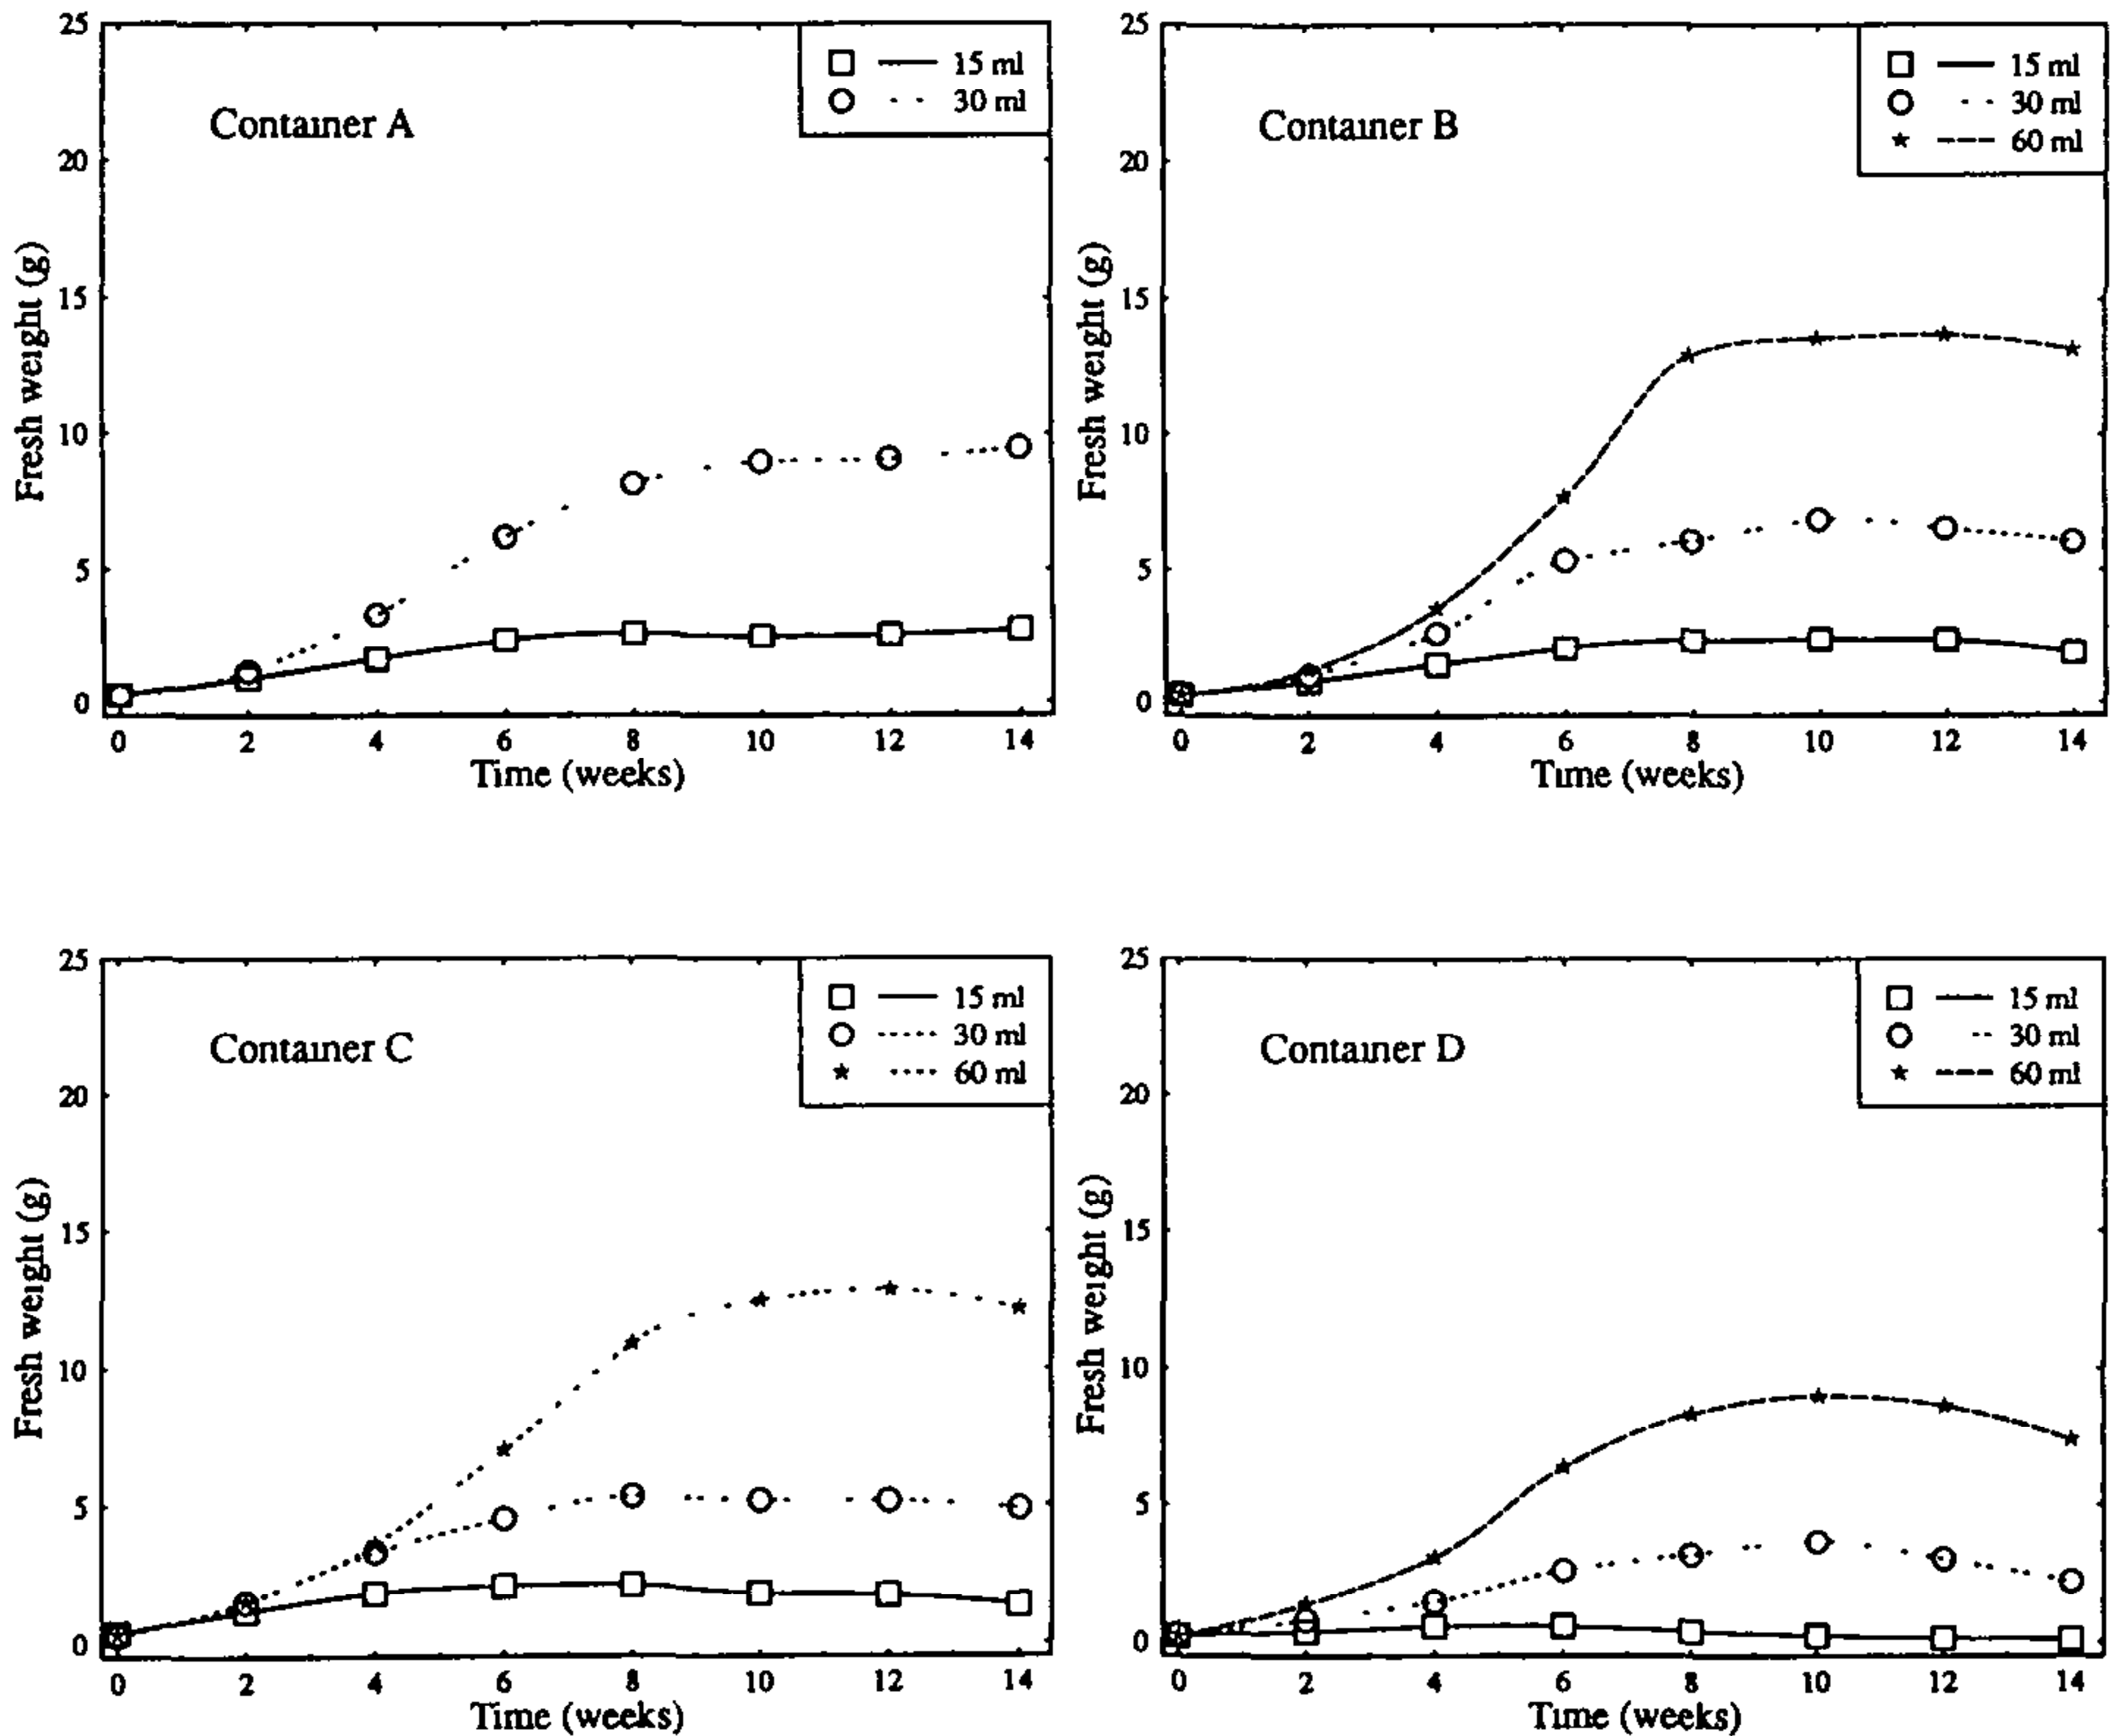 Container A
15 ml
30 ml
Fresh weight (g)
25
20
15
10
5
0
0 2 4 6 8 10 12 14
Time (weeks)
Container B
15 ml
30 ml
60 ml
Fresh weight (g)
25
20
15
10
5
0
0 2 4 6 8 10 12 14
Time (weeks)
Container C
15 ml
30 ml
60 ml
Fresh weight (g)
25
20
15
10
5
0
0 2 4 6 8 10 12 14
Time (weeks)
Container D
15 ml
30 ml
60 ml
Fresh weight (g)
25
20
15
10
5
0
0 2 4 6 8 10 12 14
Time (weeks)